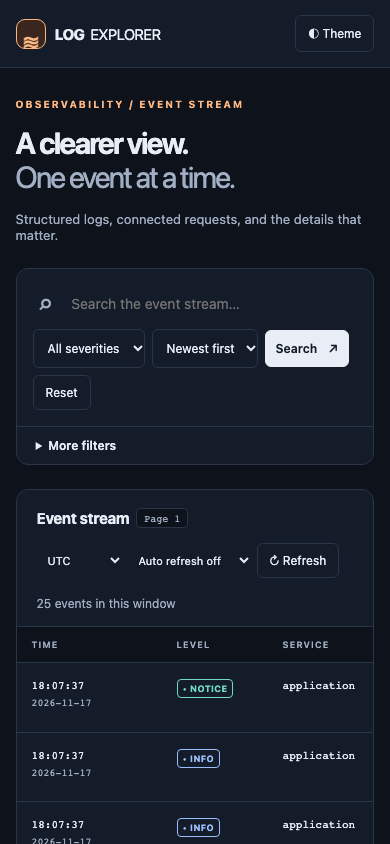 LOG EXPLORER
Theme
OBSERVABILITY / EVENT STREAM
A clearer view.
One event at a time.
Structured logs, connected requests, and the details that
matter.
Search the event stream...
All severities
Newest first
Search ↗
Reset
▶ More filters
Event stream
Page 1
UTC
Auto refresh off
↻ Refresh
25 events in this window
TIME LEVEL SERVICE
18:07:37 • NOTICE application
2026-11-17
18:07:37 • INFO application
2026-11-17
18:07:37 • INFO application
2026-11-17